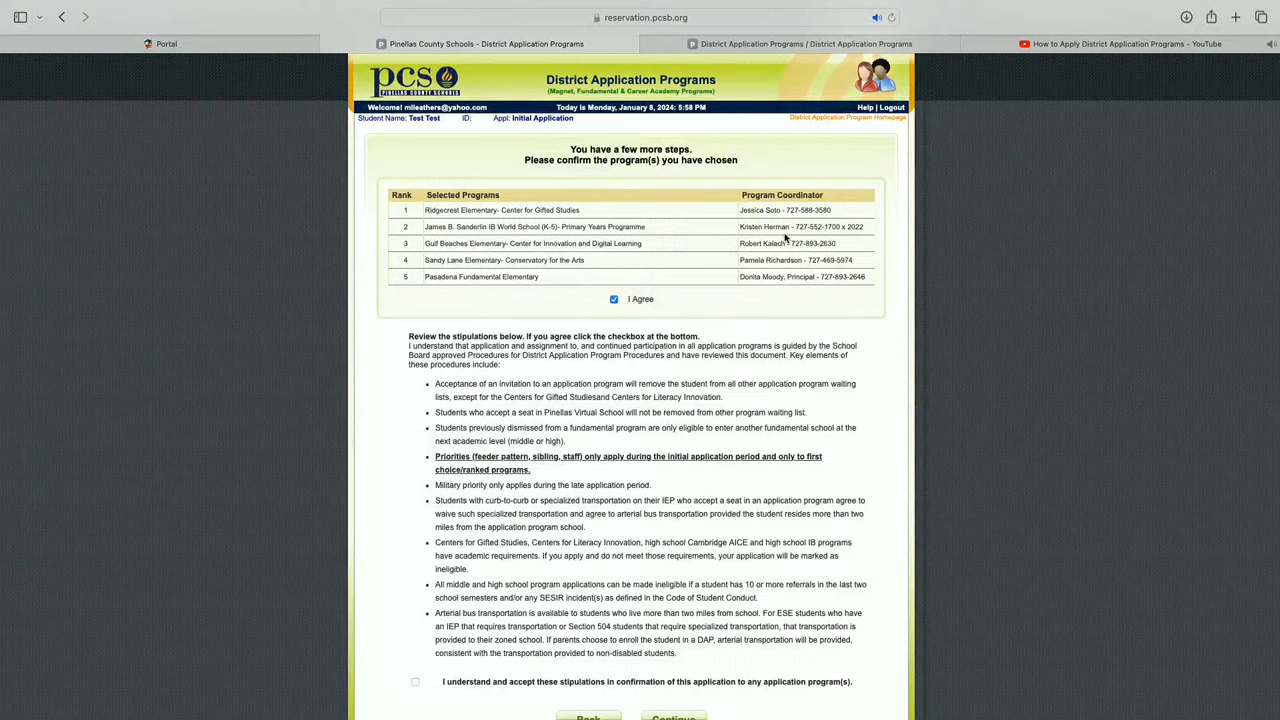 reservation.pcsb.org
Portal
Pinellas County Schools - District Application Programs
District Application Programs / District Application Programs
How to Apply District Application Programs - YouTube
pcs
PINELLAS COUNTY SCHOOLS
District Application Programs
(Magnet, Fundamental & Career Academy Programs)
Welcome! mileathers@yahoo.com
Today is Monday, January 8, 2024: 5:58 PM
Help | Logout
Student Name: Test Test ID: Appl: Initial Application
District Application Program Homepage
You have a few more steps.
Please confirm the program(s) you have chosen
Rank Selected Programs Program Coordinator
1 Ridgecrest Elementary- Center for Gifted Studies Jessica Soto - 727-588-3580
2 James B. Sanderlin IB World School (K-5)- Primary Years Programme Kristen Herman - 727-552-1700 x 2022
3 Gulf Beaches Elementary- Center for Innovation and Digital Learning Robert Kalach - 727-893-2630
4 Sandy Lane Elementary- Conservatory for the Arts Pamela Richardson - 727-469-5974
5 Pasadena Fundamental Elementary Donita Moody, Principal - 727-893-2646
I Agree
Review the stipulations below. If you agree click the checkbox at the bottom.
I understand that application and assignment to, and continued participation in all application programs is guided by the School
Board approved Procedures for District Application Program Procedures and have reviewed this document. Key elements of
these procedures include:
• Acceptance of an invitation to an application program will remove the student from all other application program waiting
lists, except for the Centers for Gifted Studiesand Centers for Literacy Innovation.
• Students who accept a seat in Pinellas Virtual School will not be removed from other program waiting list.
• Students previously dismissed from a fundamental program are only eligible to enter another fundamental school at the
next academic level (middle or high).
• Priorities (feeder pattern, sibling, staff) only apply during the initial application period and only to first
choice/ranked programs.
• Military priority only applies during the late application period.
• Students with curb-to-curb or specialized transportation on their IEP who accept a seat in an application program agree to
waive such specialized transportation and agree to arterial bus transportation provided the student resides more than two
miles from the application program school.
• Centers for Gifted Studies, Centers for Literacy Innovation, high school Cambridge AICE and high school IB programs
have academic requirements. If you apply and do not meet those requirements, your application will be marked as
ineligible.
• All middle and high school program applications can be made ineligible if a student has 10 or more referrals in the last two
school semesters and/or any SESIR incident(s) as defined in the Code of Student Conduct.
• Arterial bus transportation is available to students who live more than two miles from school. For ESE students who have
an IEP that requires transportation or Section 504 students that require specialized transportation, that transportation is
provided to their zoned school. If parents choose to enroll the student in a DAP, arterial transportation will be provided,
consistent with the transportation provided to non-disabled students.
I understand and accept these stipulations in confirmation of this application to any application program(s).
Back Continue